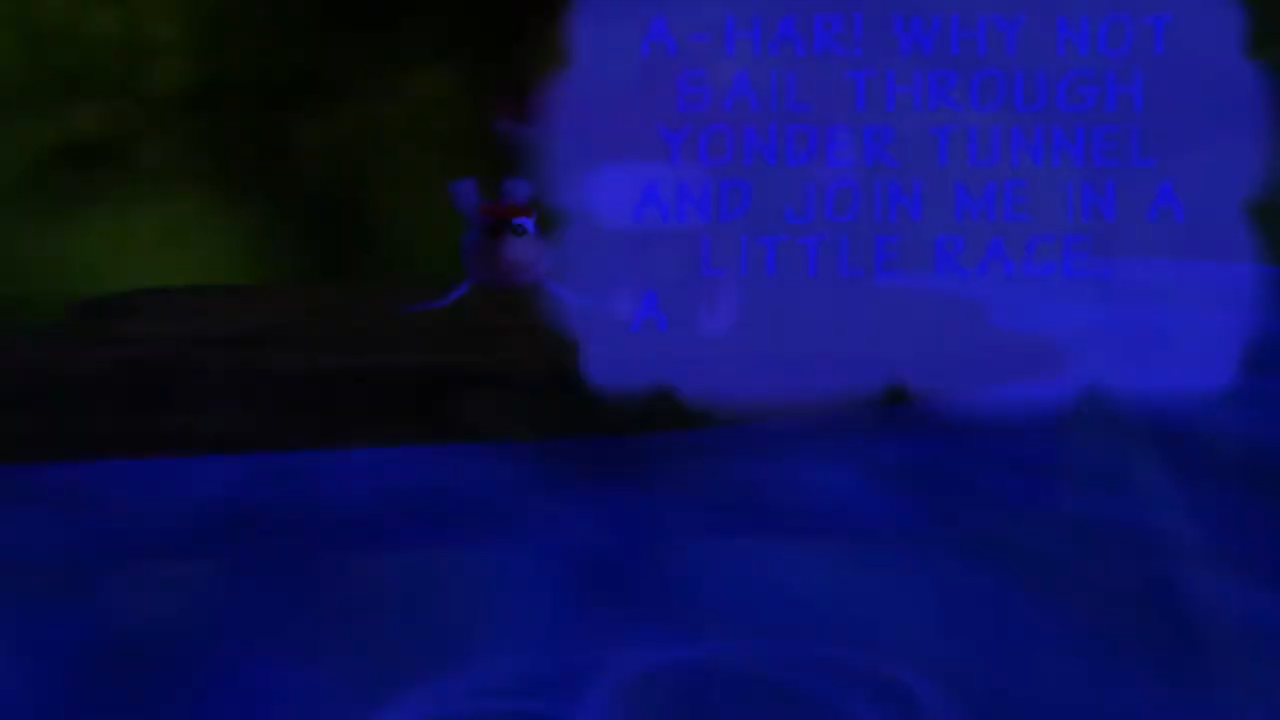 A-HAR! WHY NOT
SAIL THROUGH
YONDER TUNNEL
AND JOIN ME IN A
LITTLE RACE.
A J